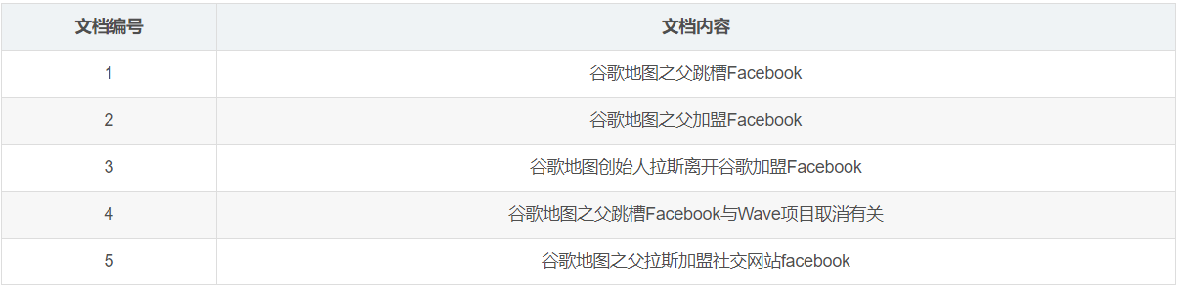 文档编号 文档内容
1 谷歌地图之父跳槽Facebook
2 谷歌地图之父加盟Facebook
3 谷歌地图创始人拉斯离开谷歌加盟Facebook
4 谷歌地图之父跳槽Facebook与Wave项目取消有关
5 谷歌地图之父拉斯加盟社交网站facebook